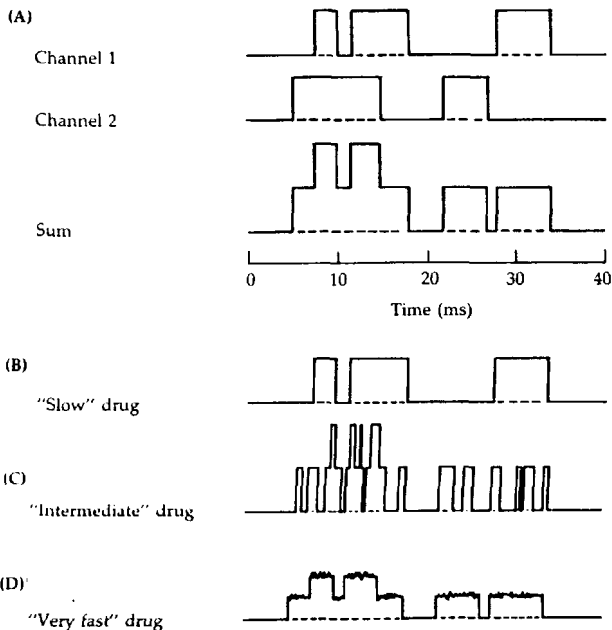 (A)
Channel 1
Channel 2
Sum
0 10 20 30 40
Time (ms)
(B)
"Slow" drug
(C)
"Intermediate" drug
(D)
"Very fast" drug